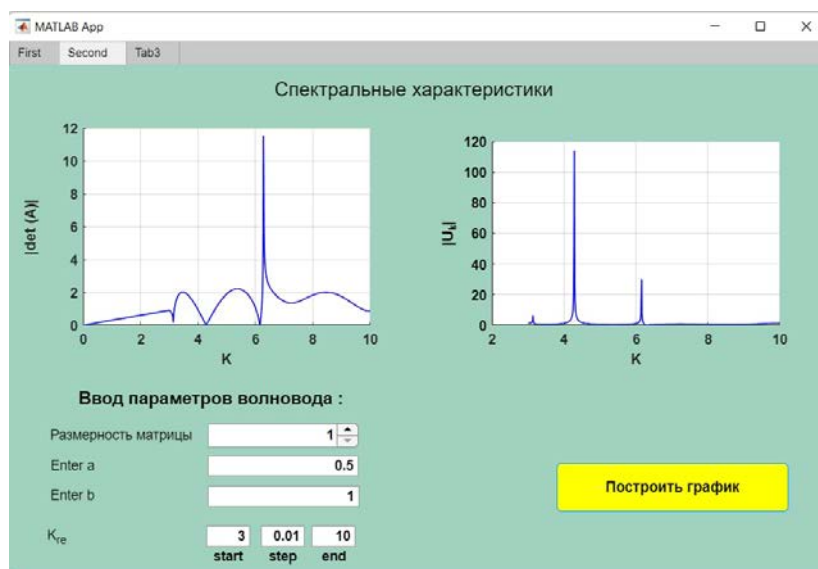 MATLAB App
First Second Tab3
Спектральные характеристики
12
10
8
6
4
2
0
|det (A)|
0 2 4 6 8 10
K
120
100
80
60
40
20
0
|U_k|
2 4 6 8 10
K
Ввод параметров волновода :
Размерность матрицы 1
Enter a 0.5
Enter b 1
K_re 3 0.01 10
start step end
Построить график